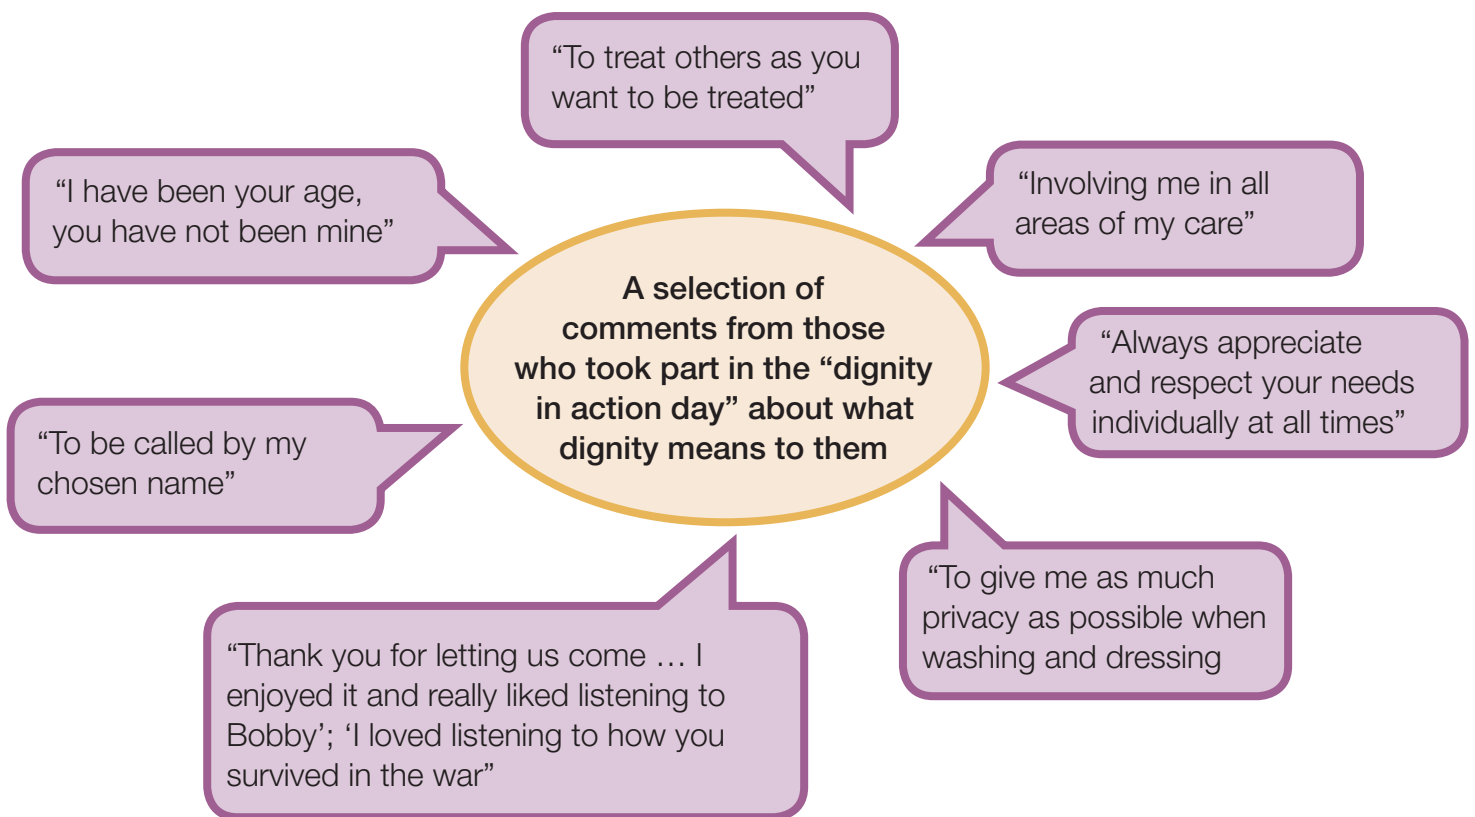 “To treat others as you
want to be treated”
“I have been your age,
you have not been mine”
“Involving me in all
areas of my care”
A selection of
comments from those
who took part in the “dignity
in action day” about what
dignity means to them
“Always appreciate
and respect your needs
individually at all times”
“To be called by my
chosen name”
“To give me as much
privacy as possible when
washing and dressing
“Thank you for letting us come … I
enjoyed it and really liked listening to
Bobby’; ‘I loved listening to how you
survived in the war”